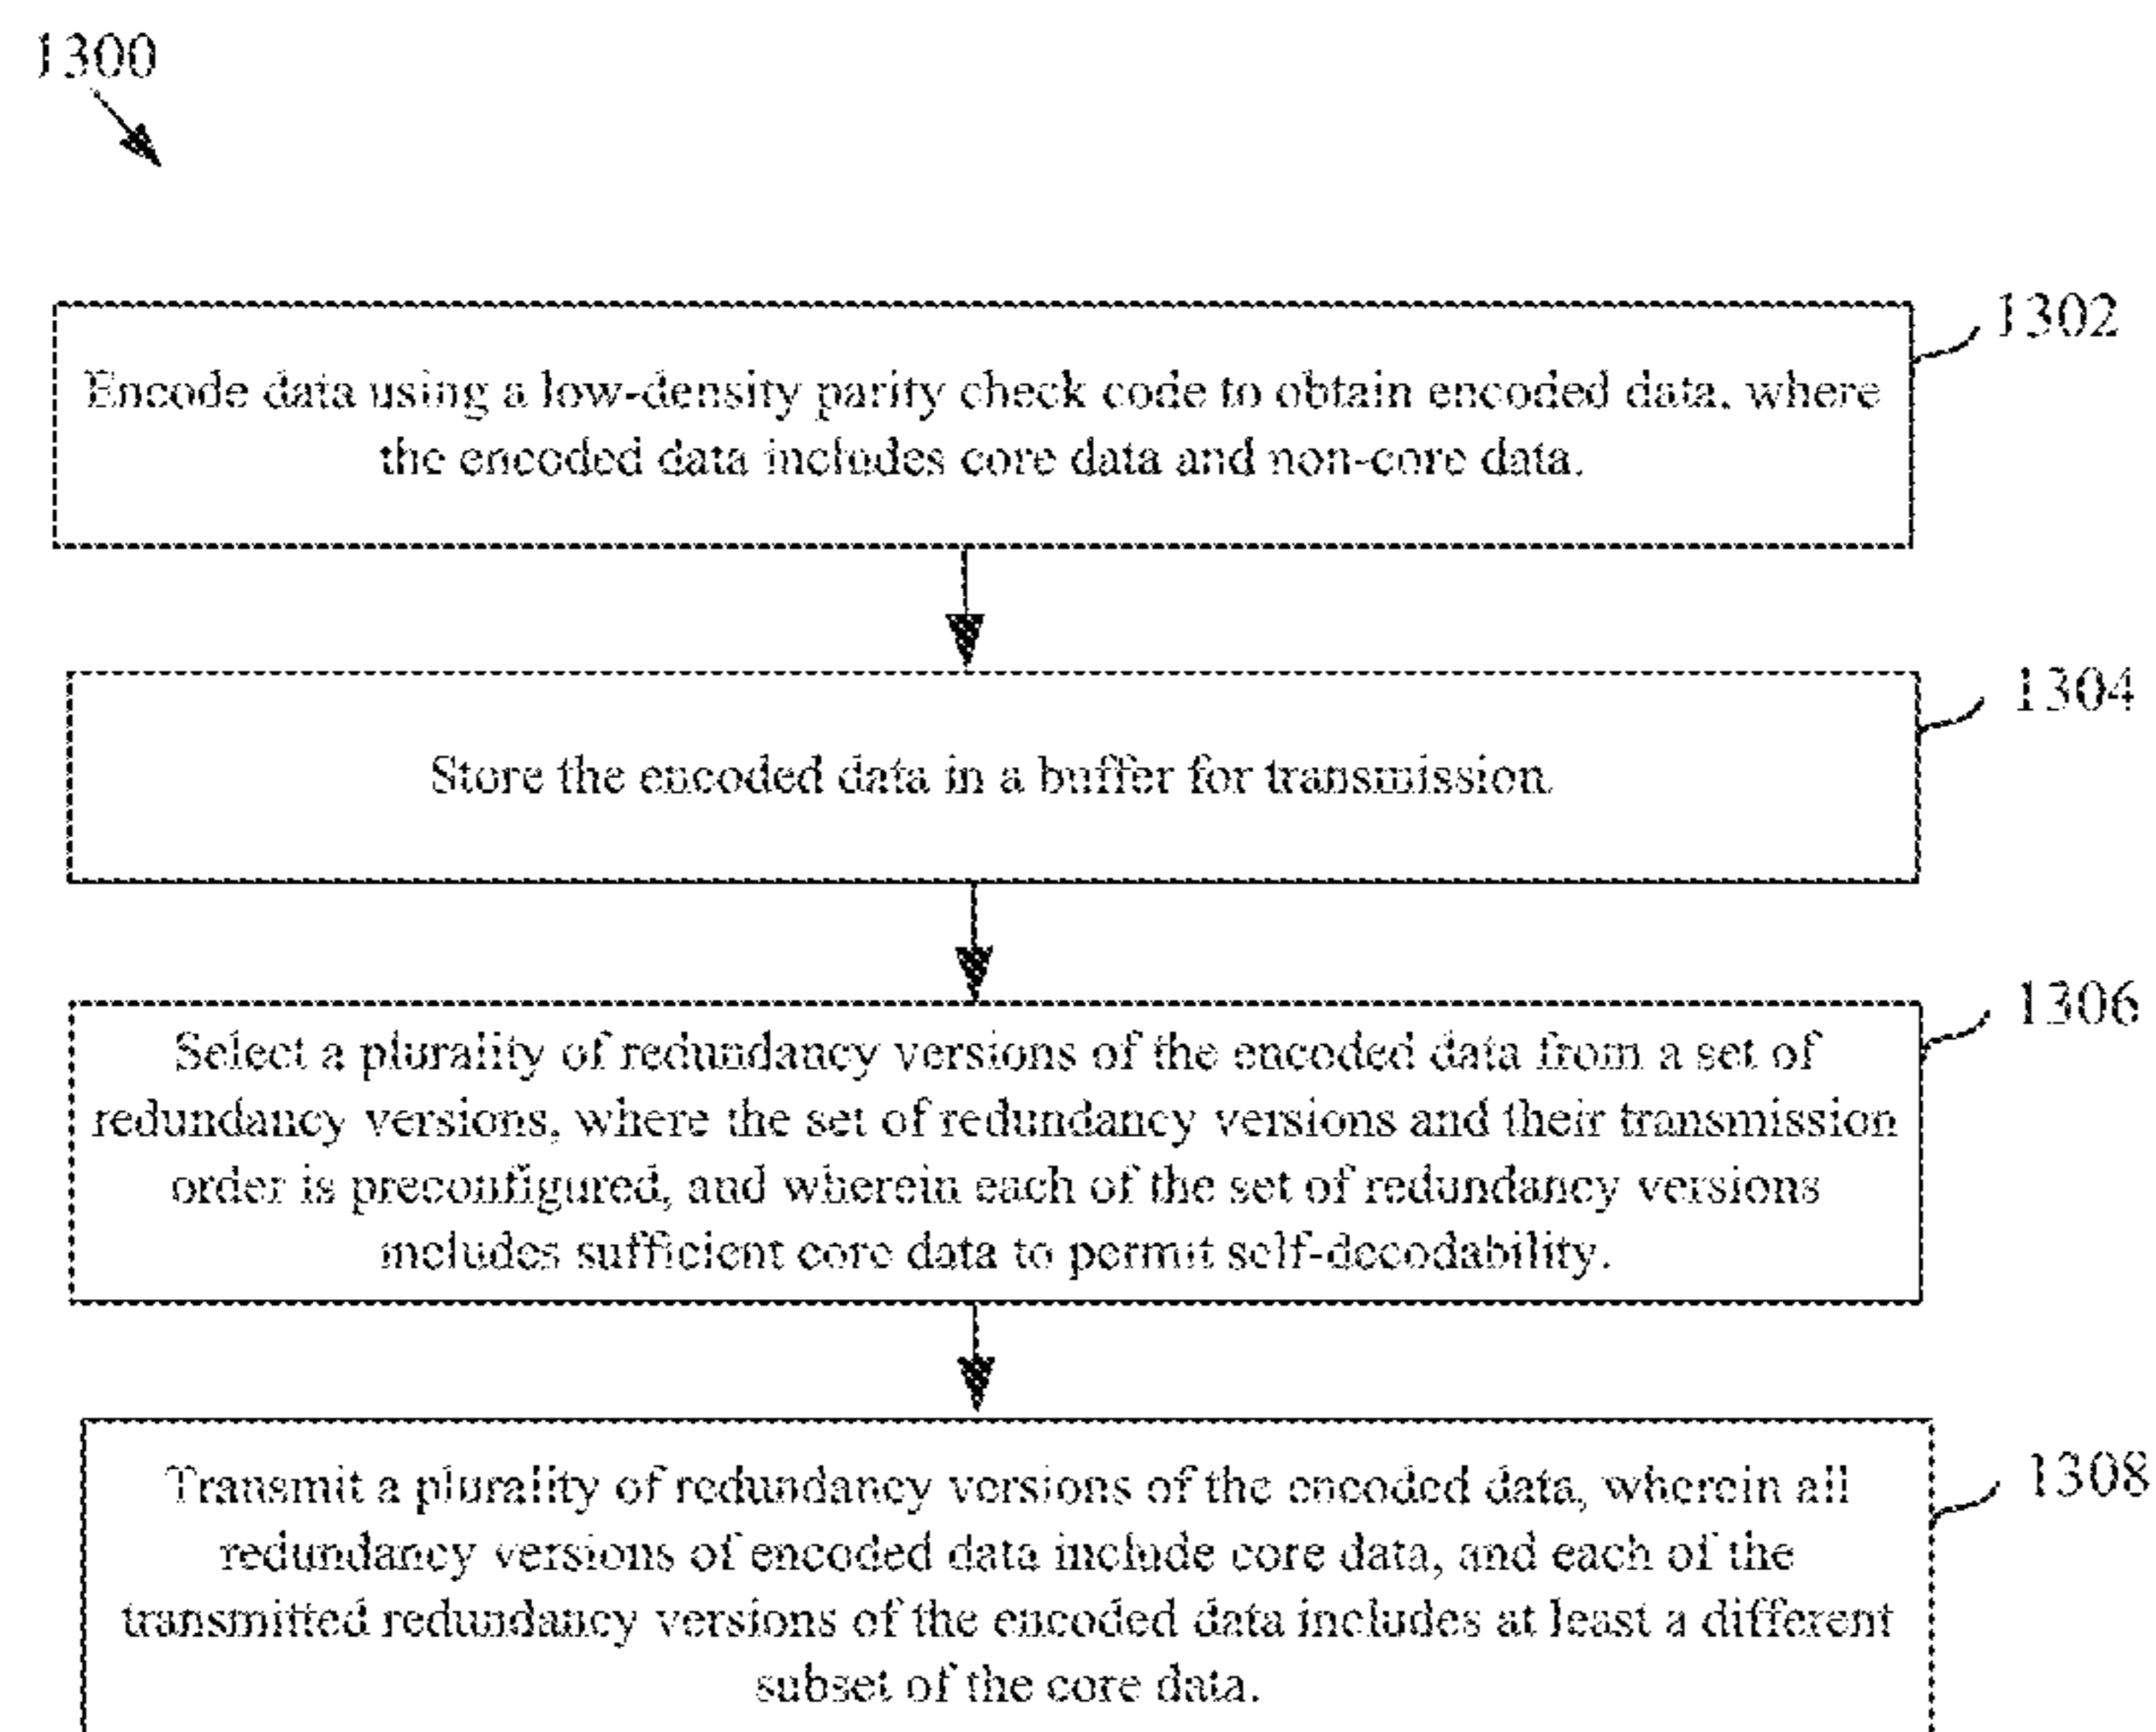 1300
1302
Encode data using a low-density parity check code to obtain encoded data, where
the encoded data includes core data and non-core data.
1304
Store the encoded data in a buffer for transmission.
1306
Select a plurality of redundancy versions of the encoded data from a set of
redundancy versions, where the set of redundancy versions and their transmission
order is preconfigured, and wherein each of the set of redundancy versions
includes sufficient core data to permit self-decodability.
1308
Transmit a plurality of redundancy versions of the encoded data, wherein all
redundancy versions of encoded data include core data, and each of the
transmitted redundancy versions of the encoded data includes at least a different
subset of the core data.